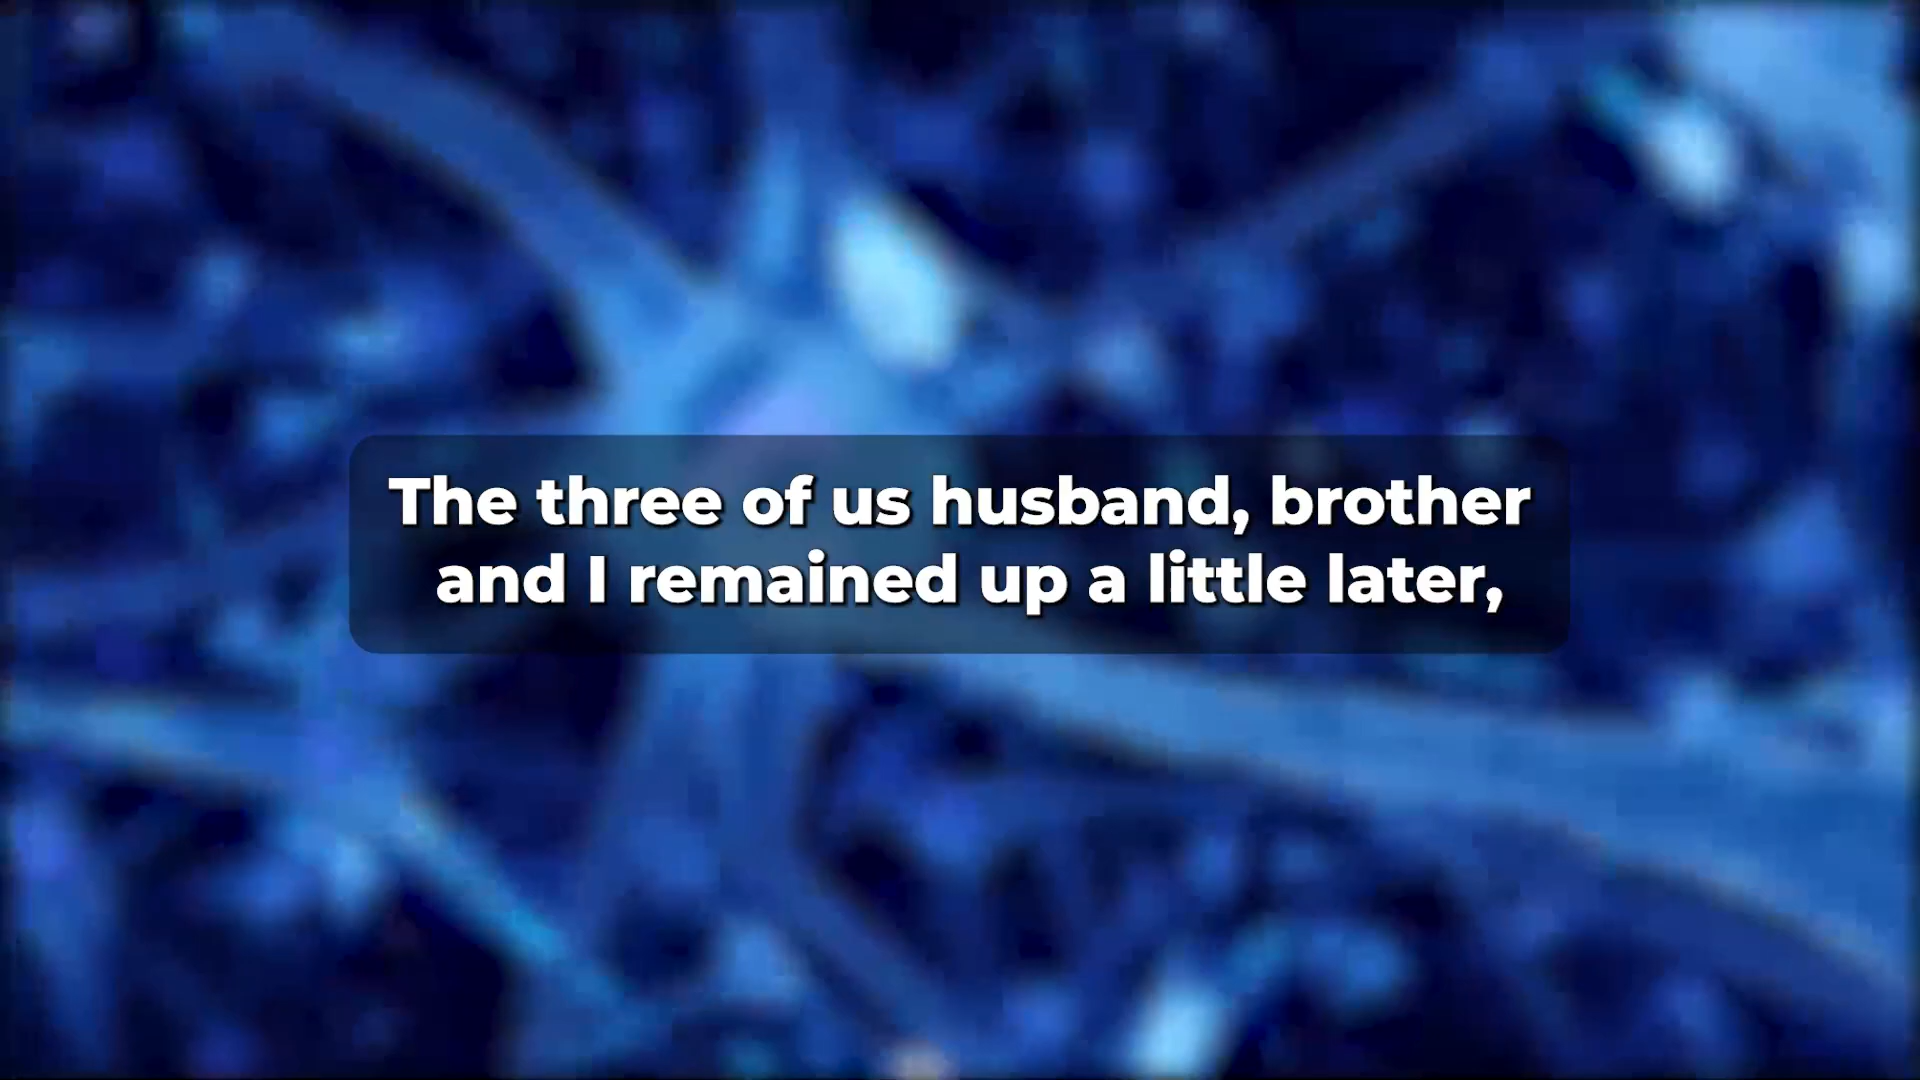 The three of us husband, brother
and I remained up a little later,